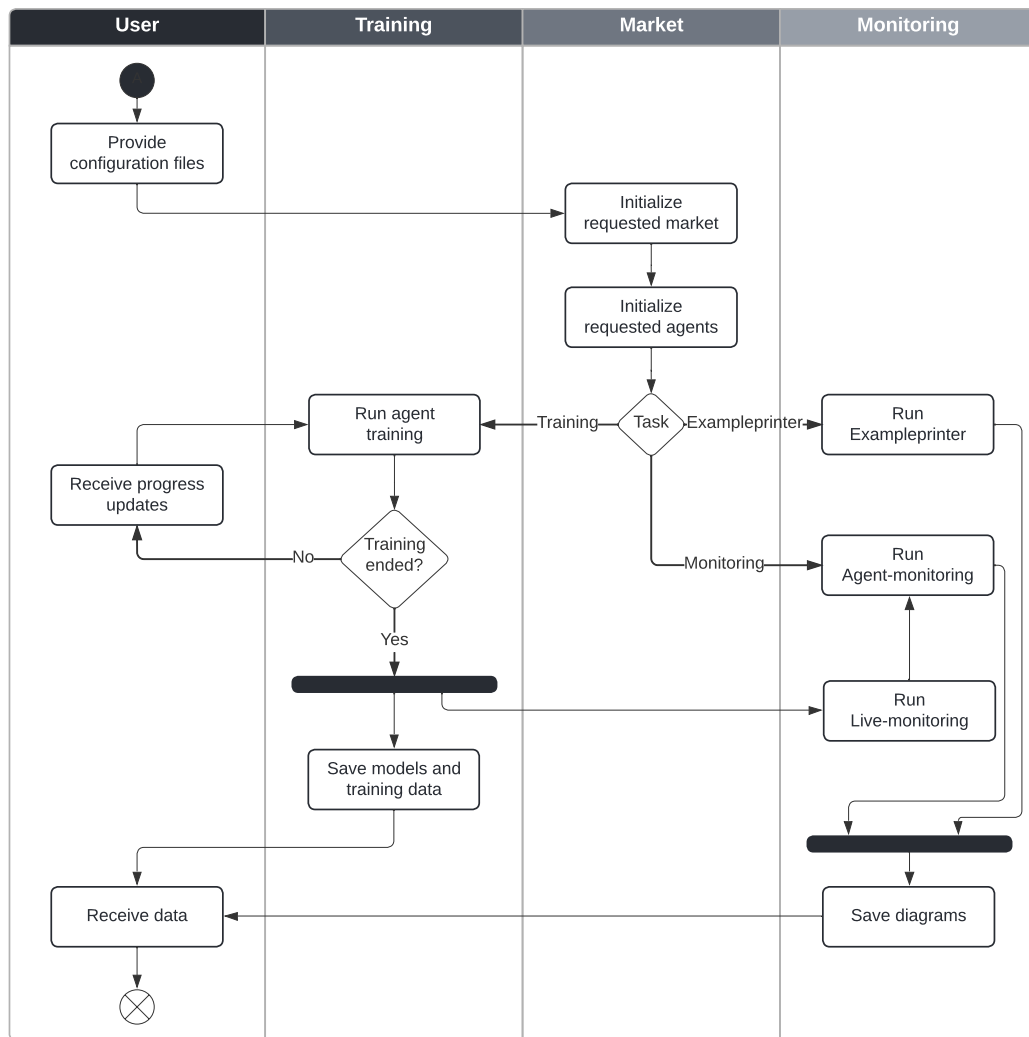 User
Training
Market
Monitoring
Provide
configuration files
Initialize
requested market
Initialize
requested agents
Run agent
training
Training
Task
Exampleprinter
Run
Exampleprinter
Receive progress
updates
No
Training
ended?
Monitoring
Run
Agent-monitoring
Yes
Run
Live-monitoring
Save models and
training data
Receive data
Save diagrams